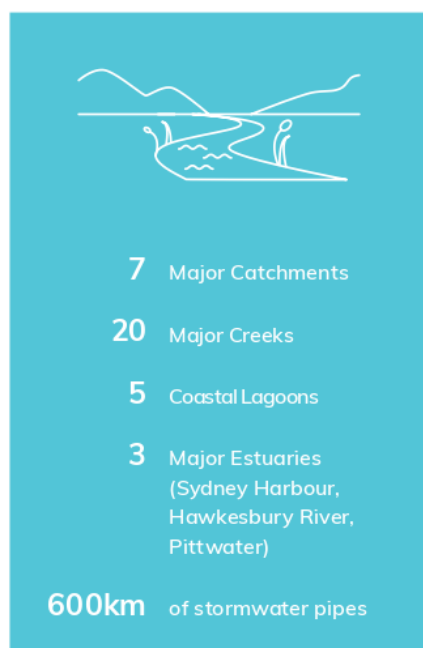 7 Major Catchments
20 Major Creeks
5 Coastal Lagoons
3 Major Estuaries
(Sydney Harbour,
Hawkesbury River,
Pittwater)
600km of stormwater pipes